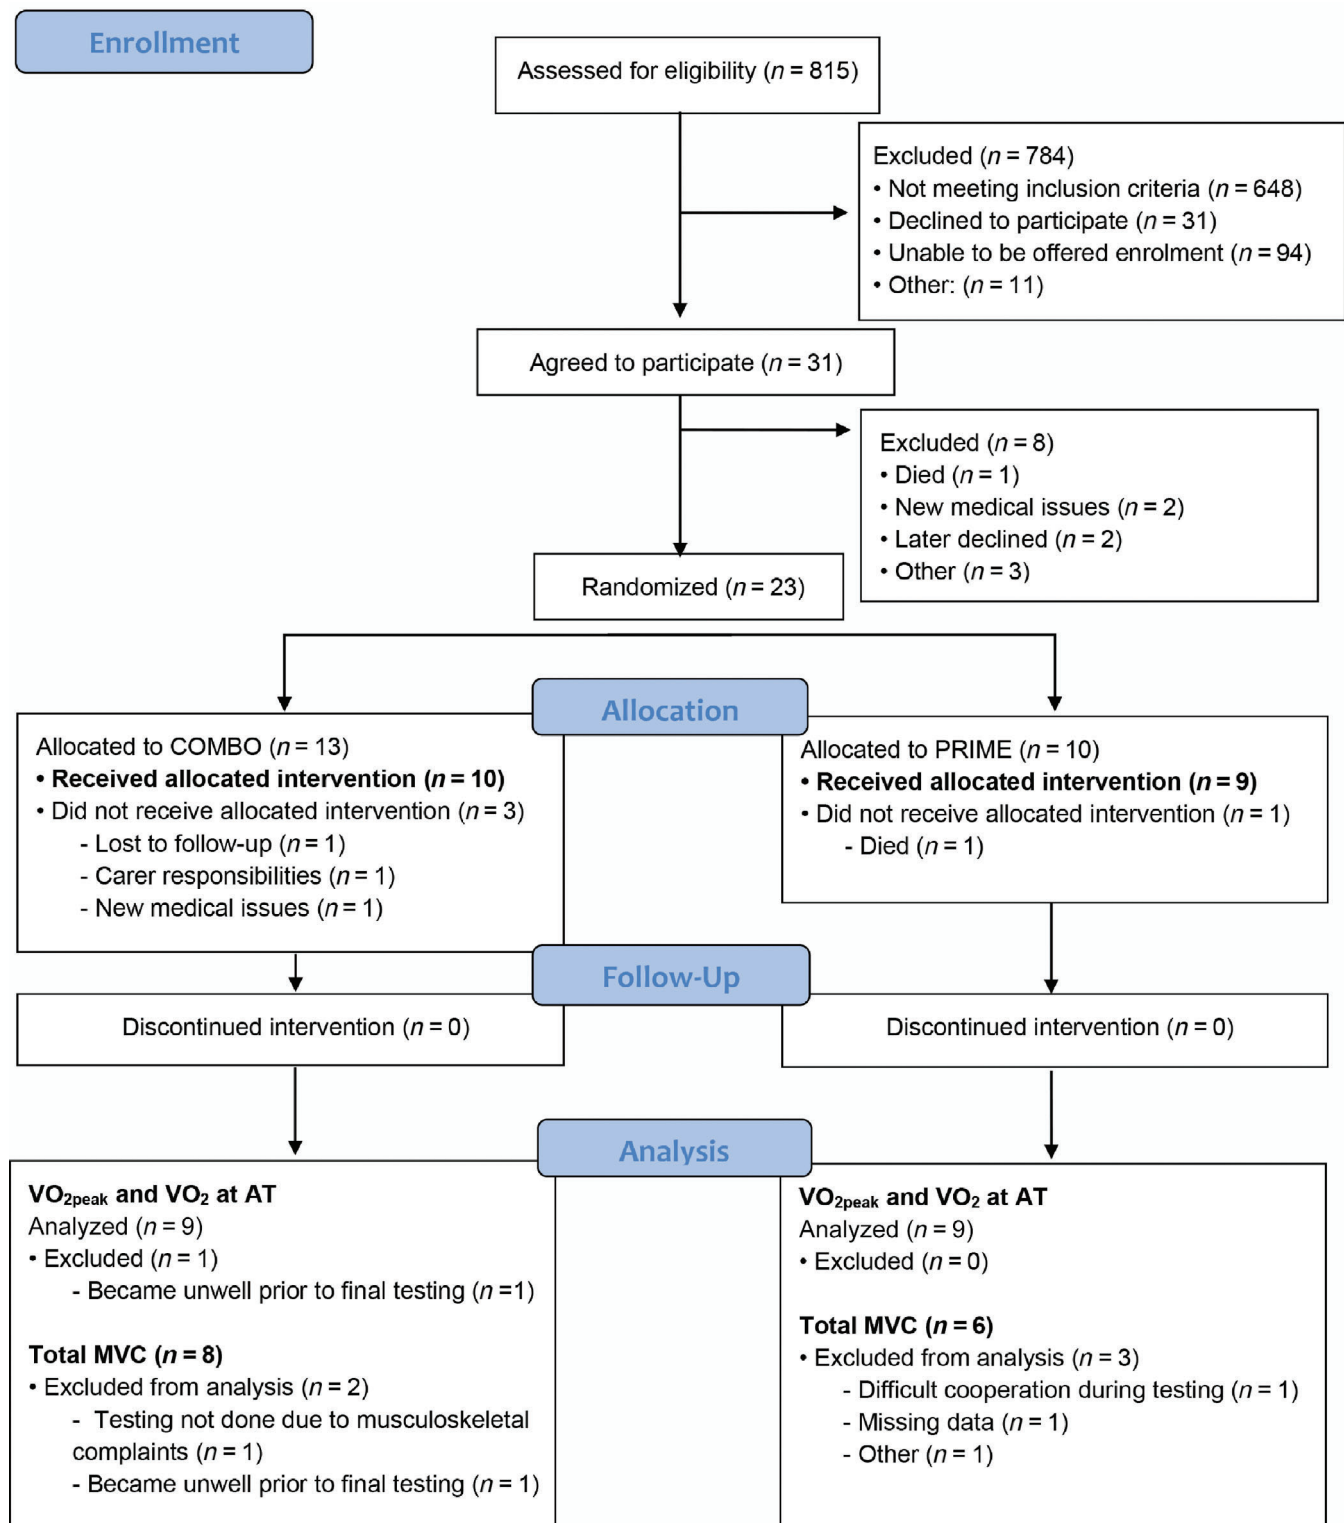 Enrollment
Assessed for eligibility (n = 815)
Excluded (n = 784)
• Not meeting inclusion criteria (n = 648)
• Declined to participate (n = 31)
• Unable to be offered enrolment (n = 94)
• Other: (n = 11)
Agreed to participate (n = 31)
Excluded (n = 8)
• Died (n = 1)
• New medical issues (n = 2)
• Later declined (n = 2)
• Other (n = 3)
Randomized (n = 23)
Allocation
Allocated to COMBO (n = 13)
• Received allocated intervention (n = 10)
• Did not receive allocated intervention (n = 3)
- Lost to follow-up (n = 1)
- Carer responsibilities (n = 1)
- New medical issues (n = 1)
Allocated to PRIME (n = 10)
• Received allocated intervention (n = 9)
• Did not receive allocated intervention (n = 1)
- Died (n = 1)
Follow-Up
Discontinued intervention (n = 0)
Discontinued intervention (n = 0)
Analysis
VO2peak and VO2 at AT
Analyzed (n = 9)
• Excluded (n = 1)
- Became unwell prior to final testing (n =1)
Total MVC (n = 8)
• Excluded from analysis (n = 2)
- Testing not done due to musculoskeletal
complaints (n = 1)
- Became unwell prior to final testing (n = 1)
VO2peak and VO2 at AT
Analyzed (n = 9)
• Excluded (n = 0)
Total MVC (n = 6)
• Excluded from analysis (n = 3)
- Difficult cooperation during testing (n = 1)
- Missing data (n = 1)
- Other (n = 1)